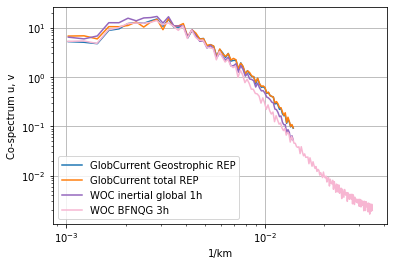 10¹
10⁰
10⁻¹
10⁻²
Co-spectrum u, v
GlobCurrent Geostrophic REP
GlobCurrent total REP
WOC inertial global 1h
WOC BFNQG 3h
10⁻³
10⁻²
1/km